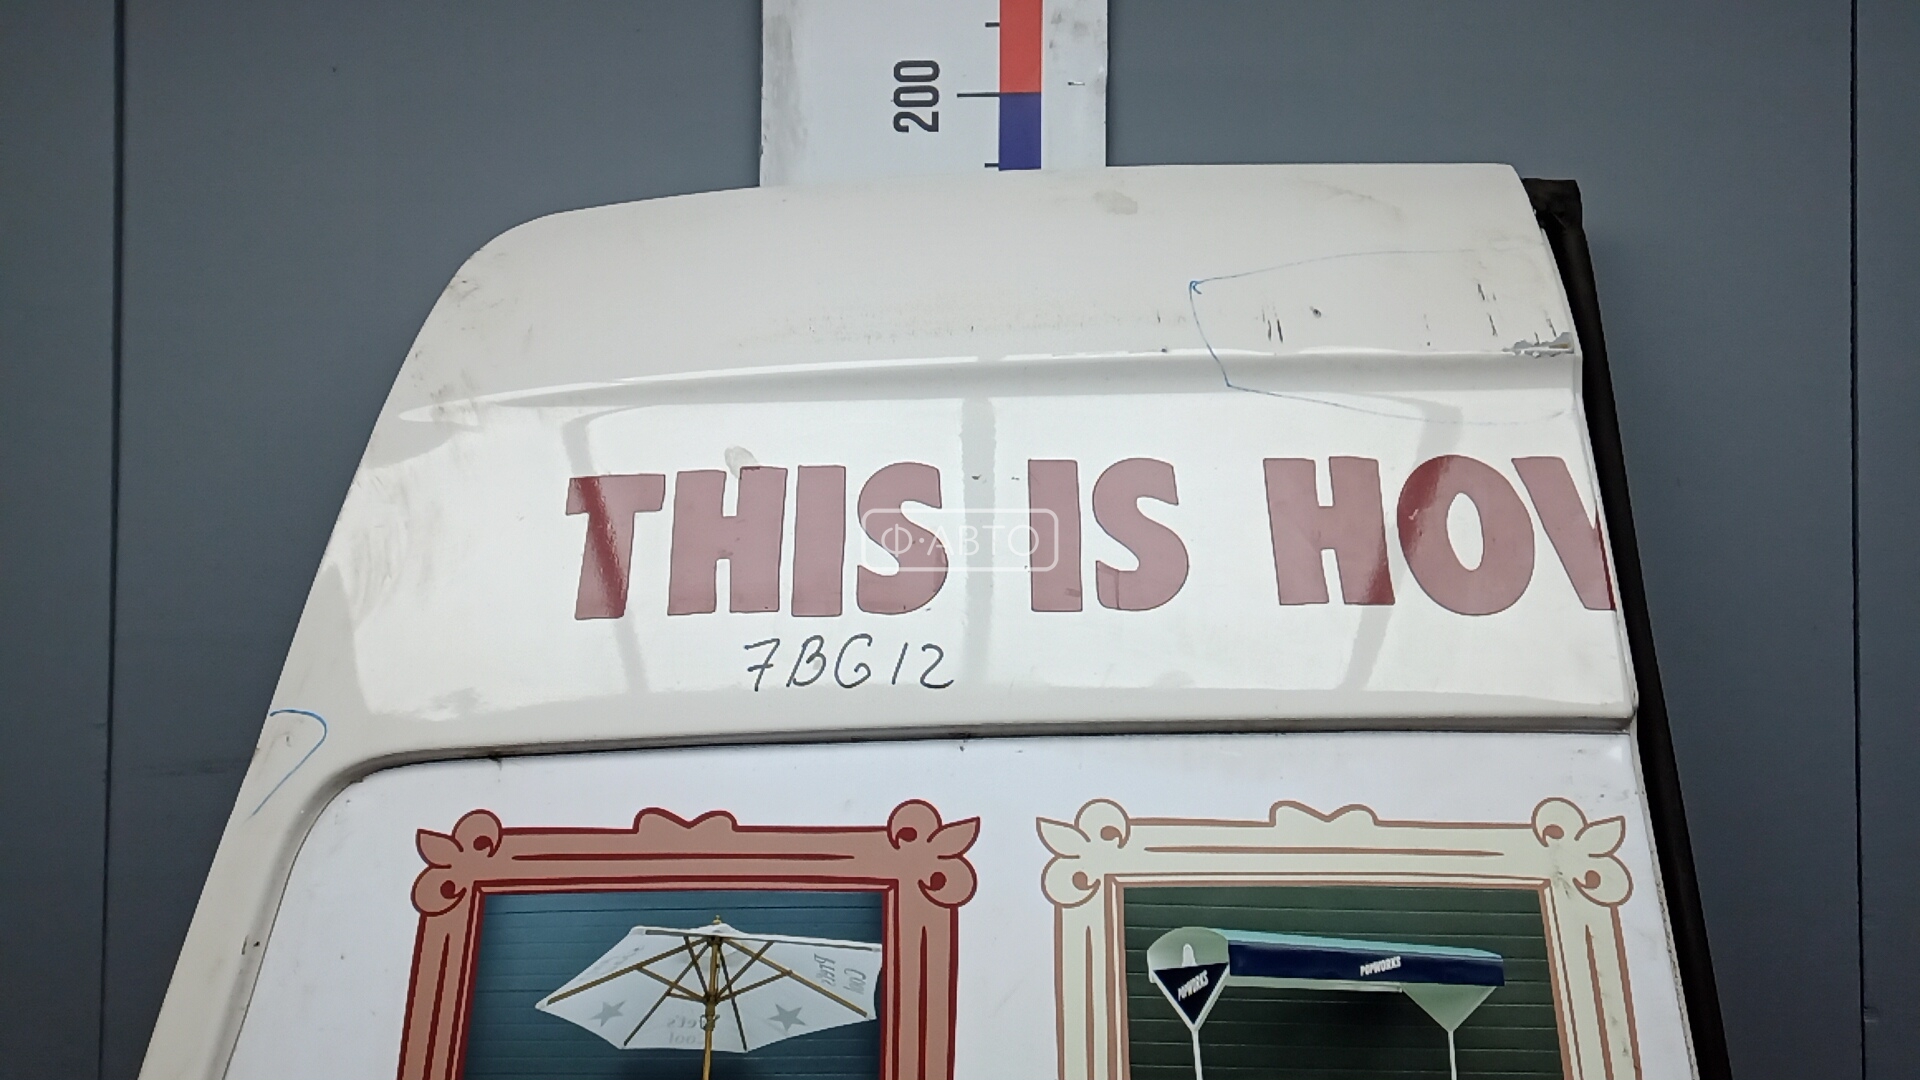 200
THIS IS HOV
Ф·АВТО
7BG12
POPWORKS
POPWORKS